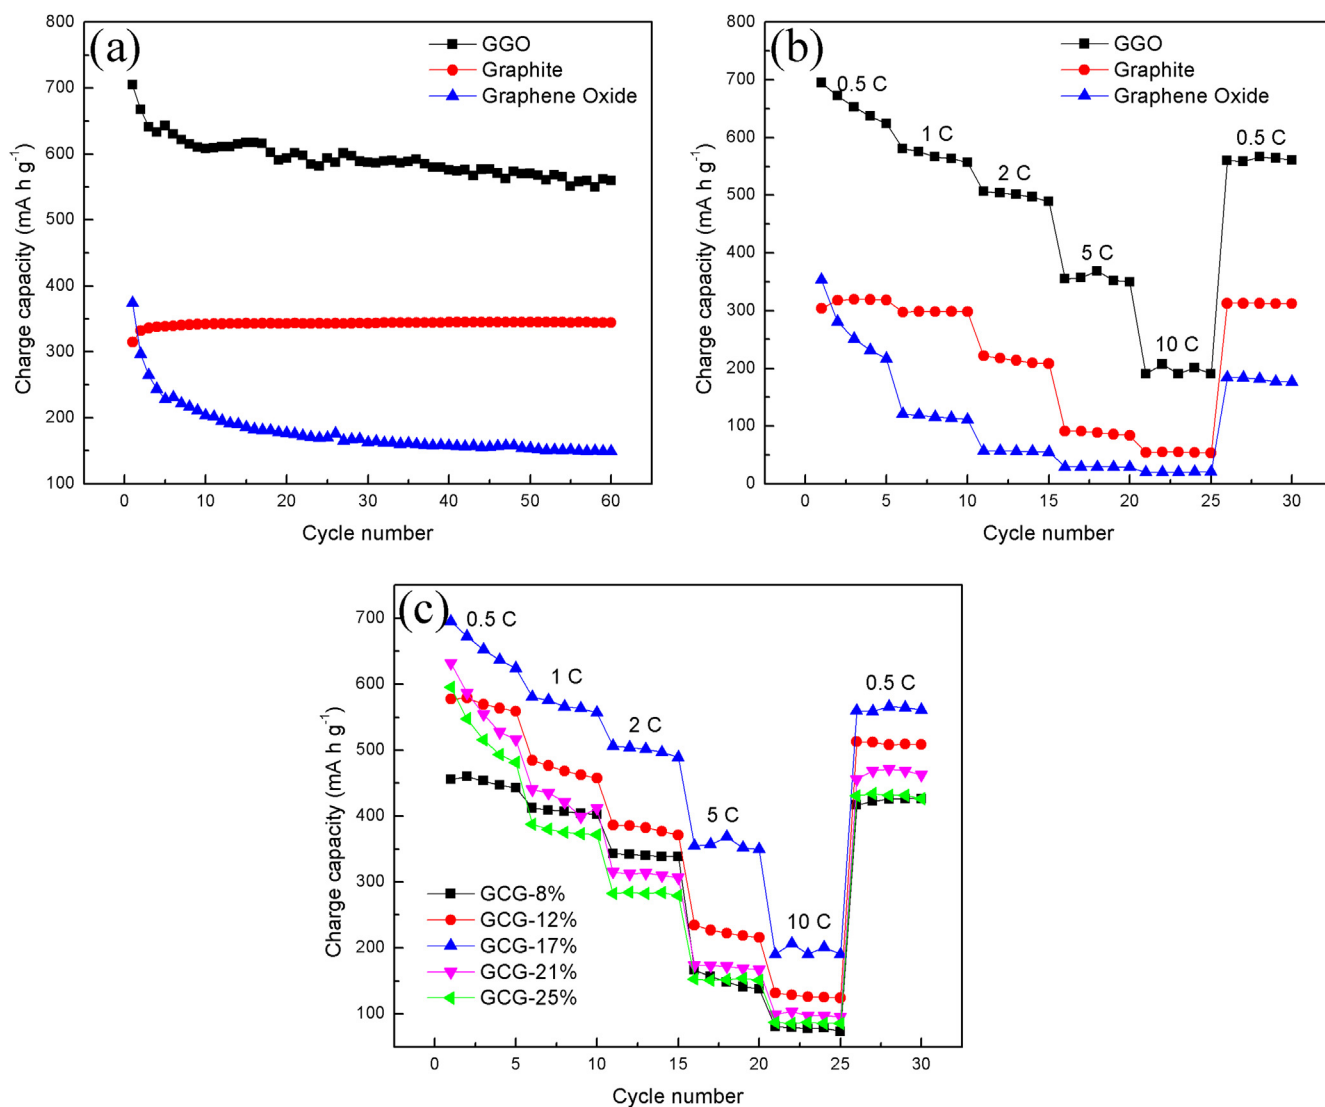 (a)
GGO
Graphite
Graphene Oxide
800
700
600
500
400
300
200
100
0
10
20
30
40
50
60
Charge capacity (mA h g-1)
Cycle number
(b)
GGO
Graphite
Graphene Oxide
0.5 C
1 C
2 C
5 C
10 C
0.5 C
800
700
600
500
400
300
200
100
0
0
5
10
15
20
25
30
Charge capacity (mA h g-1)
Cycle number
(c)
0.5 C
1 C
2 C
5 C
10 C
0.5 C
GCG-8%
GCG-12%
GCG-17%
GCG-21%
GCG-25%
700
600
500
400
300
200
100
0
5
10
15
20
25
30
Charge capacity (mA h g-1)
Cycle number